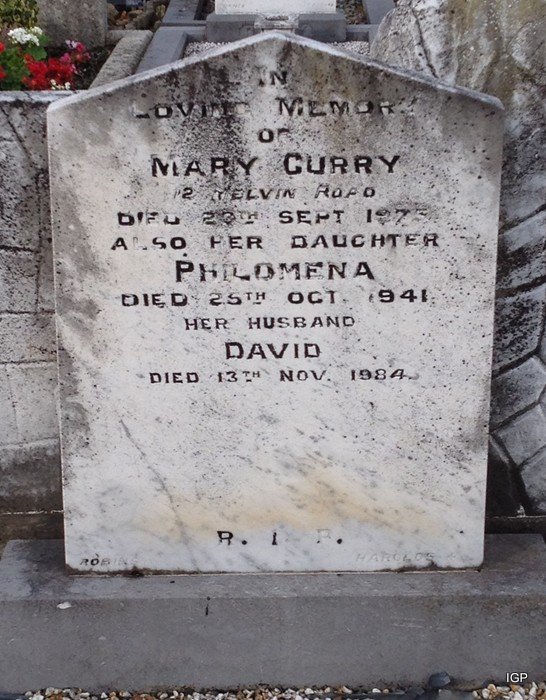 IN
LOVING MEMORY
OF
MARY CURRY
12 KELVIN ROAD
DIED SEPT
ALSO HER DAUGHTER
PHILOMENA
DIED 25TH OCT. 1941
HER HUSBAND
DAVID
DIED 13TH NOV. 1984
R. I. P.
IGP